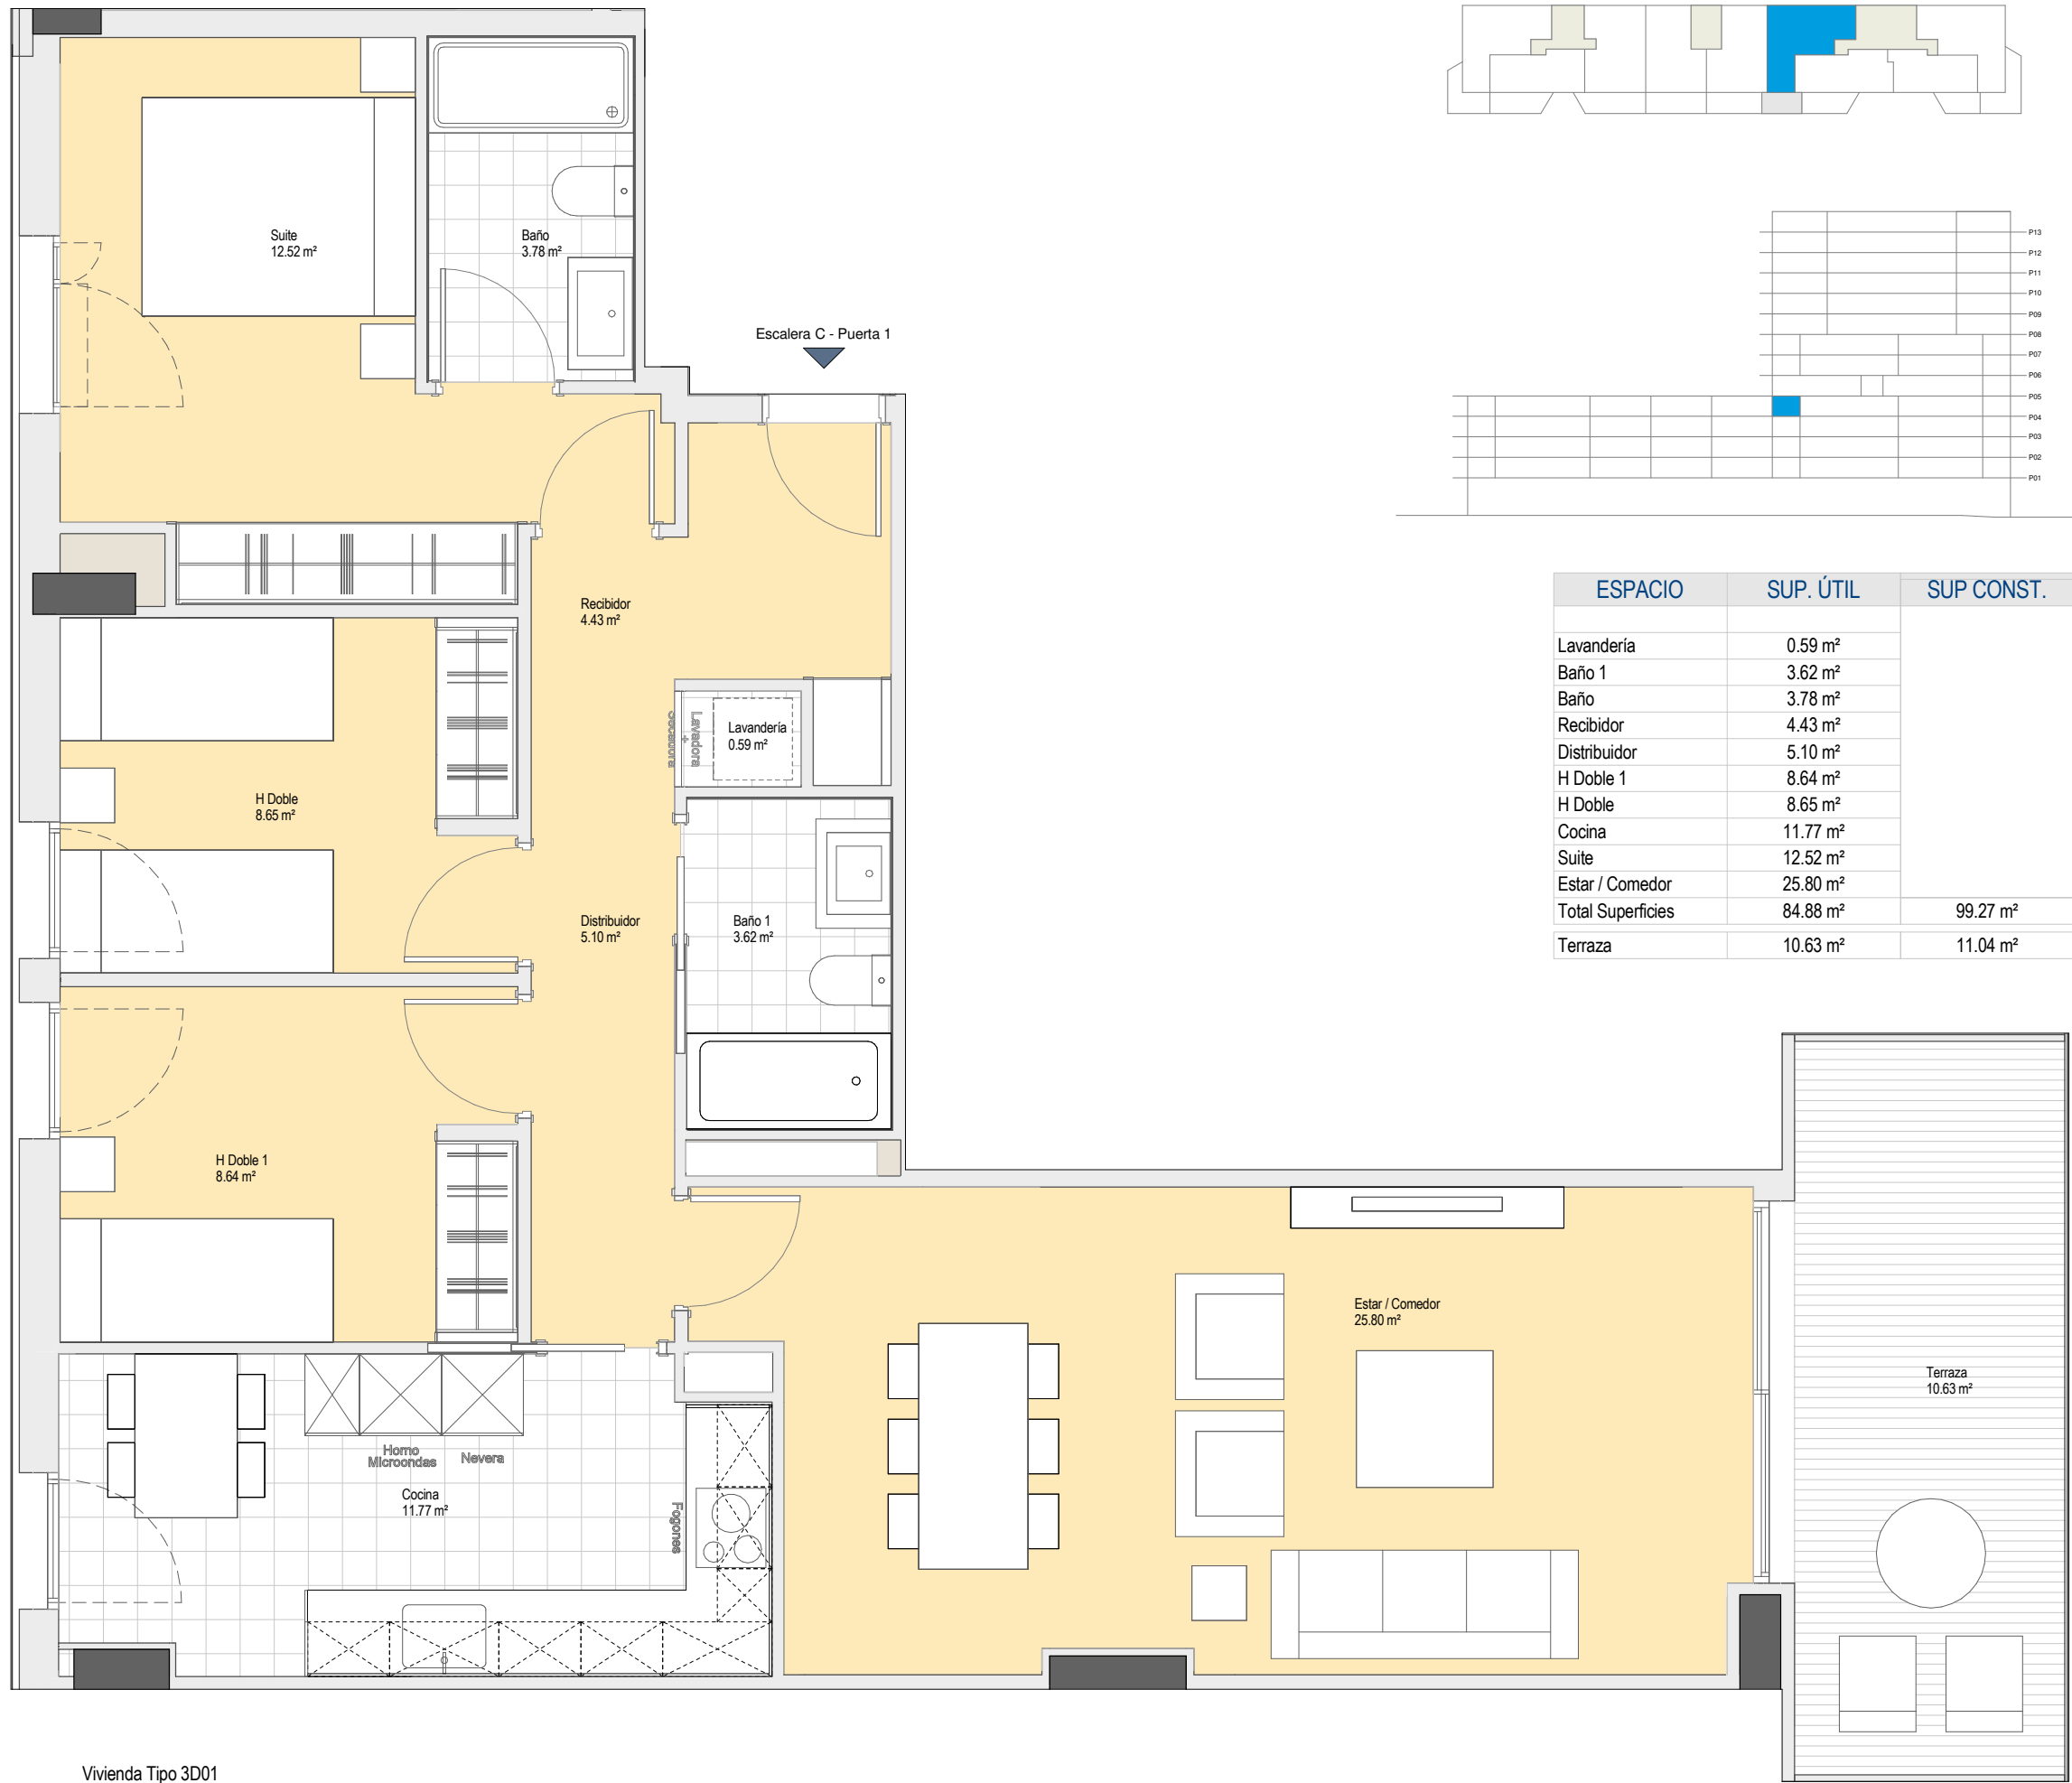 Suite
12.52 m²
Baño
3.78 m²
Escalera C - Puerta 1
P13
P12
P11
P10
P09
P08
P07
P06
P05
P04
P03
P02
P01
Recibidor
4.43 m²
ESPACIO SUP. ÚTIL SUP CONST.
Lavandería 0.59 m²
Baño 1 3.62 m²
Baño 3.78 m²
Recibidor 4.43 m²
Distribuidor 5.10 m²
H Doble 1 8.64 m²
H Doble 8.65 m²
Cocina 11.77 m²
Suite 12.52 m²
Estar / Comedor 25.80 m²
Total Superficies 84.88 m² 99.27 m²
Terraza 10.63 m² 11.04 m²
Lavadora
+
Secadora
Lavandería
0.59 m²
H Doble
8.65 m²
Distribuidor
5.10 m²
Baño 1
3.62 m²
H Doble 1
8.64 m²
Estar / Comedor
25.80 m²
Terraza
10.63 m²
Horno
Microondas
Nevera
Cocina
11.77 m²
Fogones
Vivienda Tipo 3D01